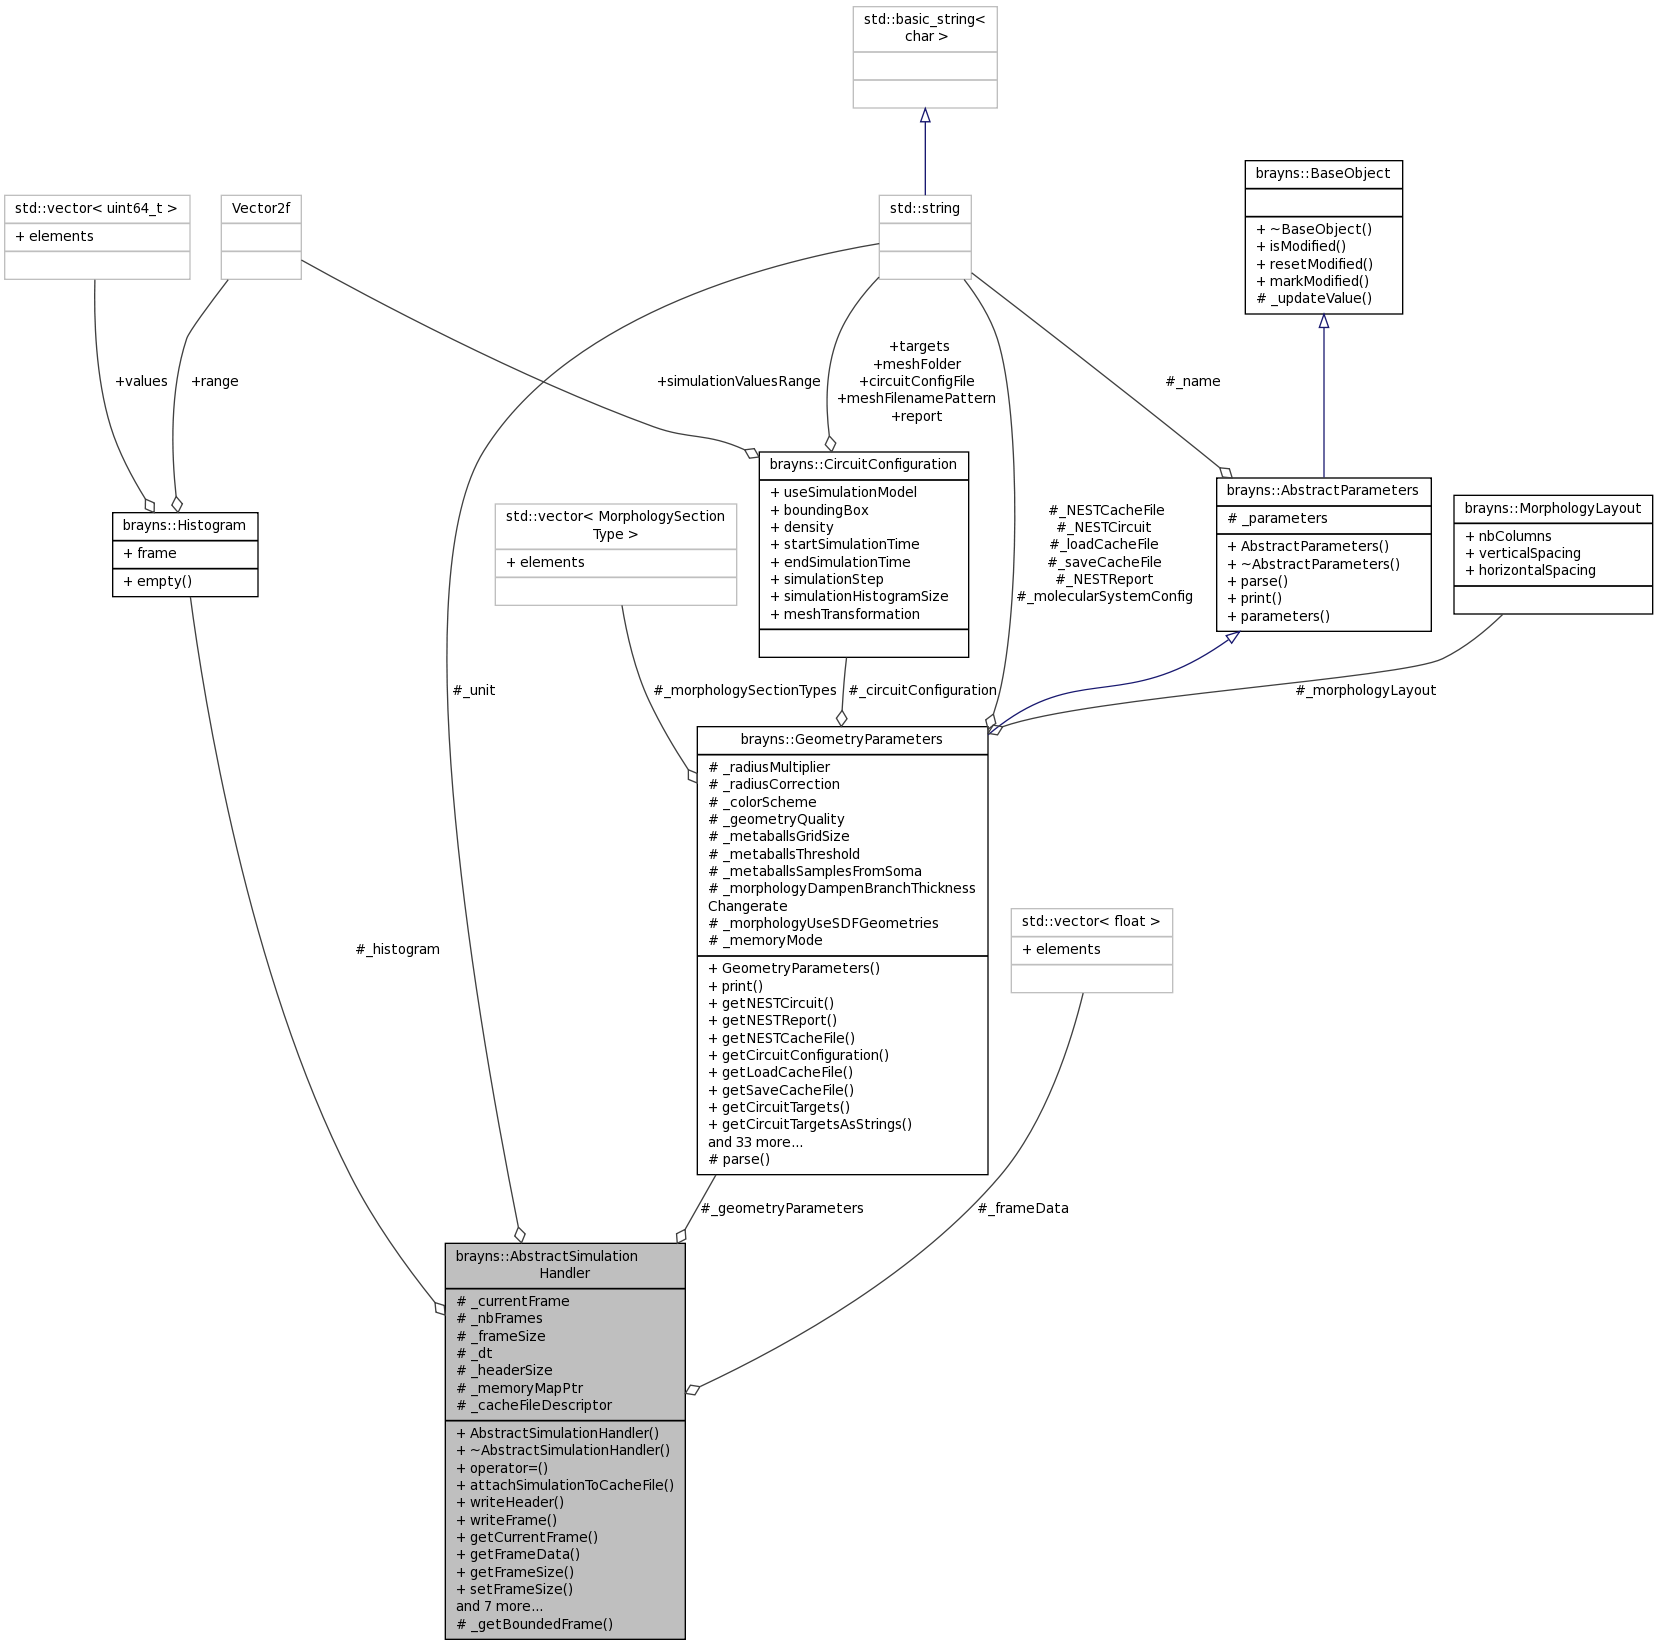 std::basic_string<
char >
brayns::BaseObject
+ ~BaseObject()
+ isModified()
+ resetModified()
+ markModified()
# _updateValue()
std::vector< uint64_t >
+ elements
Vector2f
std::string
+values
+range
+simulationValuesRange
+targets
+meshFolder
+circuitConfigFile
+meshFilenamePattern
+report
#_name
brayns::CircuitConfiguration
+ useSimulationModel
+ boundingBox
+ density
+ startSimulationTime
+ endSimulationTime
+ simulationStep
+ simulationHistogramSize
+ meshTransformation
brayns::AbstractParameters
# _parameters
+ AbstractParameters()
+ ~AbstractParameters()
+ parse()
+ print()
+ parameters()
brayns::MorphologyLayout
+ nbColumns
+ verticalSpacing
+ horizontalSpacing
brayns::Histogram
+ frame
+ empty()
std::vector< MorphologySection
Type >
+ elements
#_NESTCacheFile
#_NESTCircuit
#_loadCacheFile
#_saveCacheFile
#_NESTReport
#_molecularSystemConfig
#_unit
#_morphologySectionTypes
#_circuitConfiguration
#_morphologyLayout
brayns::GeometryParameters
# _radiusMultiplier
# _radiusCorrection
# _colorScheme
# _geometryQuality
# _metaballsGridSize
# _metaballsThreshold
# _metaballsSamplesFromSoma
# _morphologyDampenBranchThickness
Changerate
# _morphologyUseSDFGeometries
# _memoryMode
+ GeometryParameters()
+ print()
+ getNESTCircuit()
+ getNESTReport()
+ getNESTCacheFile()
+ getCircuitConfiguration()
+ getLoadCacheFile()
+ getSaveCacheFile()
+ getCircuitTargets()
+ getCircuitTargetsAsStrings()
and 33 more...
# parse()
std::vector< float >
+ elements
#_histogram
#_geometryParameters
#_frameData
brayns::AbstractSimulation
Handler
# _currentFrame
# _nbFrames
# _frameSize
# _dt
# _headerSize
# _memoryMapPtr
# _cacheFileDescriptor
+ AbstractSimulationHandler()
+ ~AbstractSimulationHandler()
+ operator=()
+ attachSimulationToCacheFile()
+ writeHeader()
+ writeFrame()
+ getCurrentFrame()
+ getFrameData()
+ getFrameSize()
+ setFrameSize()
and 7 more...
# _getBoundedFrame()